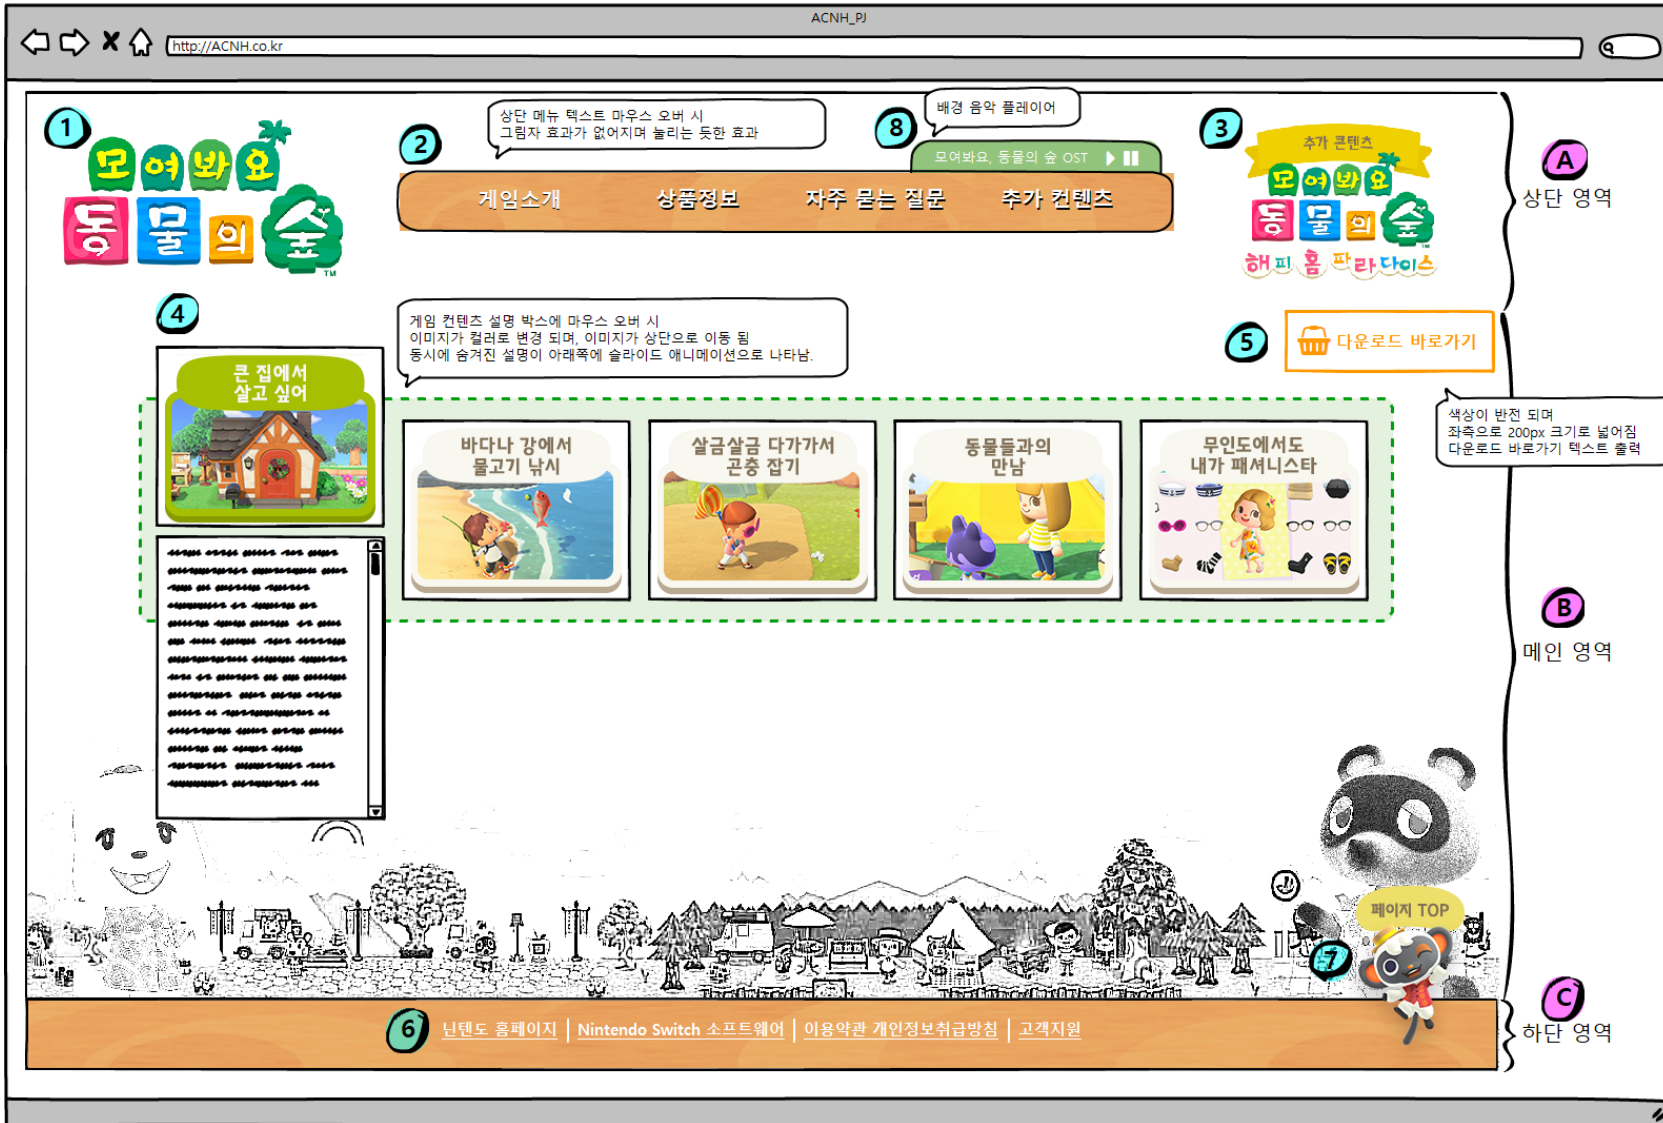 ACNH_PJ
http://ACNH.co.kr
1
모여봐요
동물의 숲
TM
2
상단 메뉴 텍스트 마우스 오버 시
그림자 효과가 없어지며 눌리는 듯한 효과
8
배경 음악 플레이어
모여봐요, 동물의 숲 OST
게임소개 상품정보 자주 묻는 질문 추가 컨텐츠
3
추가 콘텐츠
모여봐요
동물의 숲
해피 홈 파라다이스
A
상단 영역
4
게임 컨텐츠 설명 박스에 마우스 오버 시
이미지가 컬러로 변경 되며, 이미지가 상단으로 이동 됨
동시에 숨겨진 설명이 아래쪽에 슬라이드 애니메이션으로 나타남.
5
다운로드 바로가기
색상이 반전 되며
좌측으로 200px 크기로 넓어짐
다운로드 바로가기 텍스트 출력
큰 집에서
살고 싶어
바다나 강에서
물고기 낚시
살금살금 다가가서
곤충 잡기
동물들과의
만남
무인도에서도
내가 패셔니스타
B
메인 영역
7
페이지 TOP
6
닌텐도 홈페이지 | Nintendo Switch 소프트웨어 | 이용약관 개인정보취급방침 | 고객지원
C
하단 영역